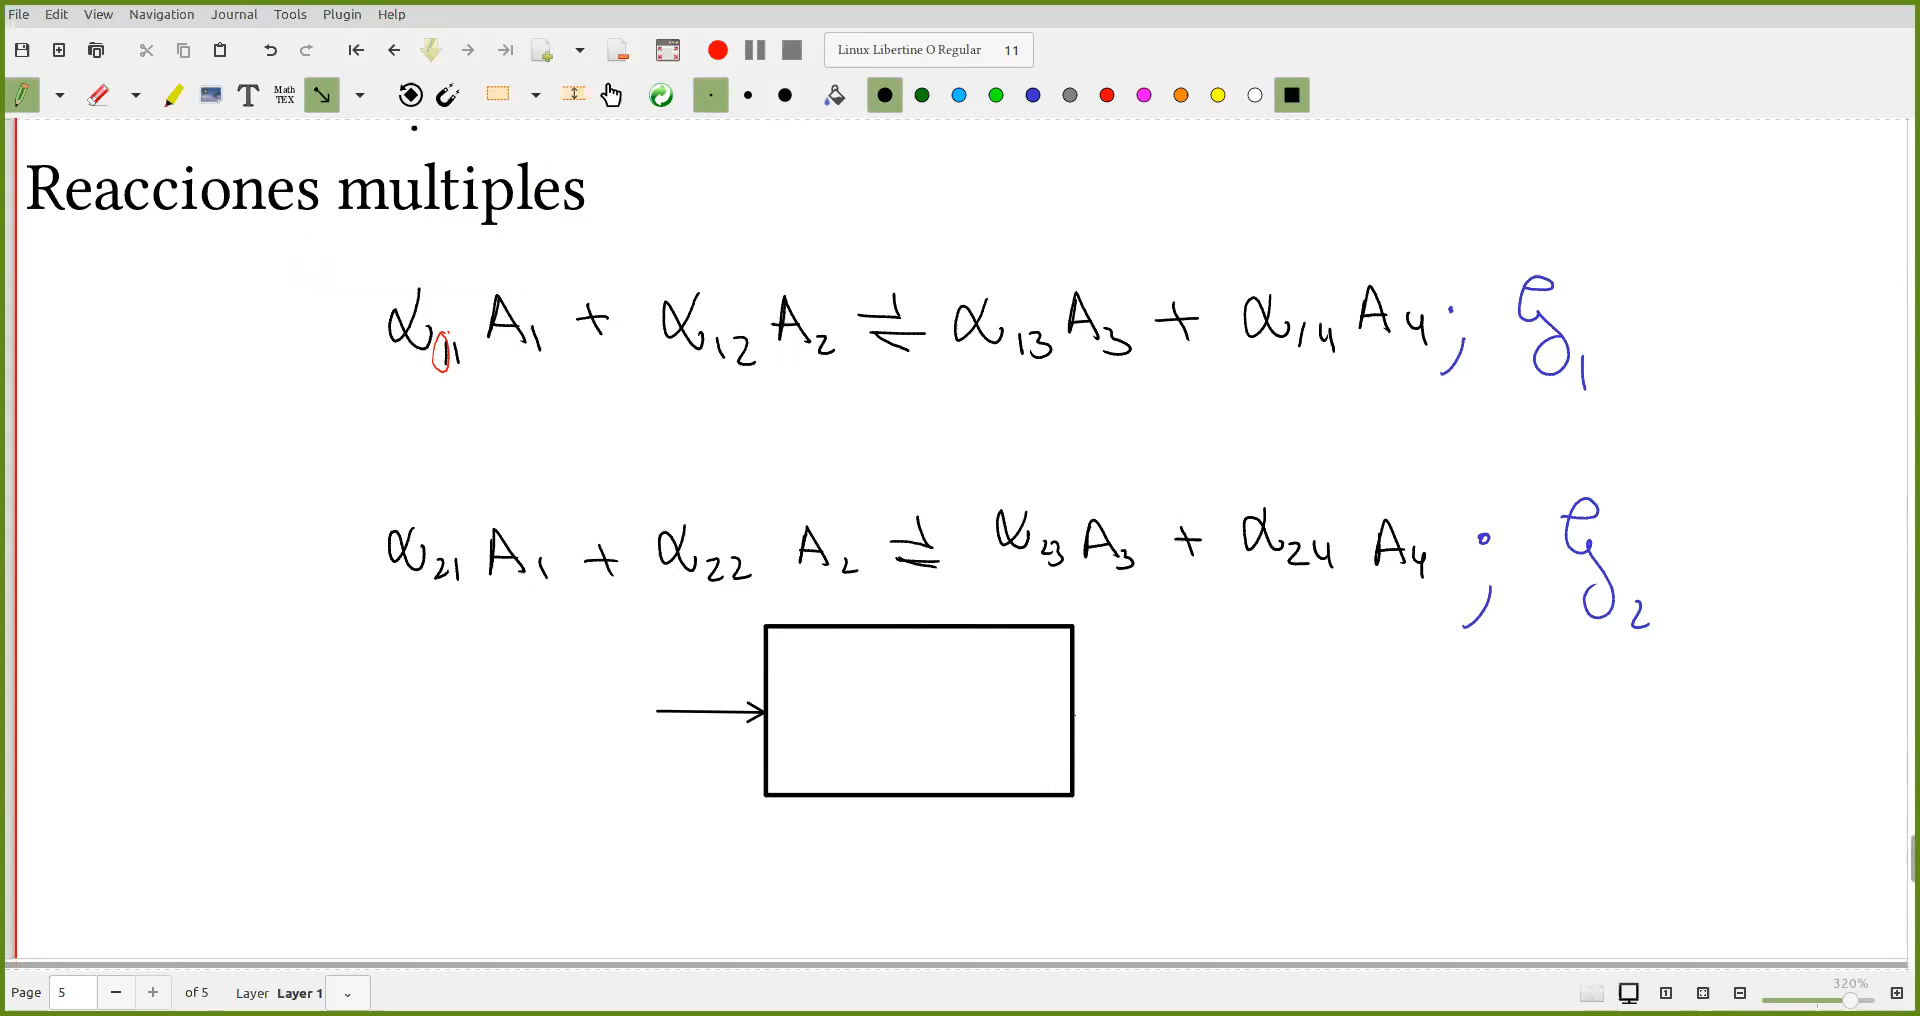 File Edit View Navigation Journal Tools Plugin Help
Linux Libertine O Regular 11
Math TEX
Reacciones multiples
α₁₁ A₁ + α₁₂ A₂ ⇌ α₁₃ A₃ + α₁₄ A₄ ; ξ₁
α₂₁ A₁ + α₂₂ A₂ ⇌ α₂₃ A₃ + α₂₄ A₄ ; ξ₂
Page 5 of 5 Layer Layer 1 320%